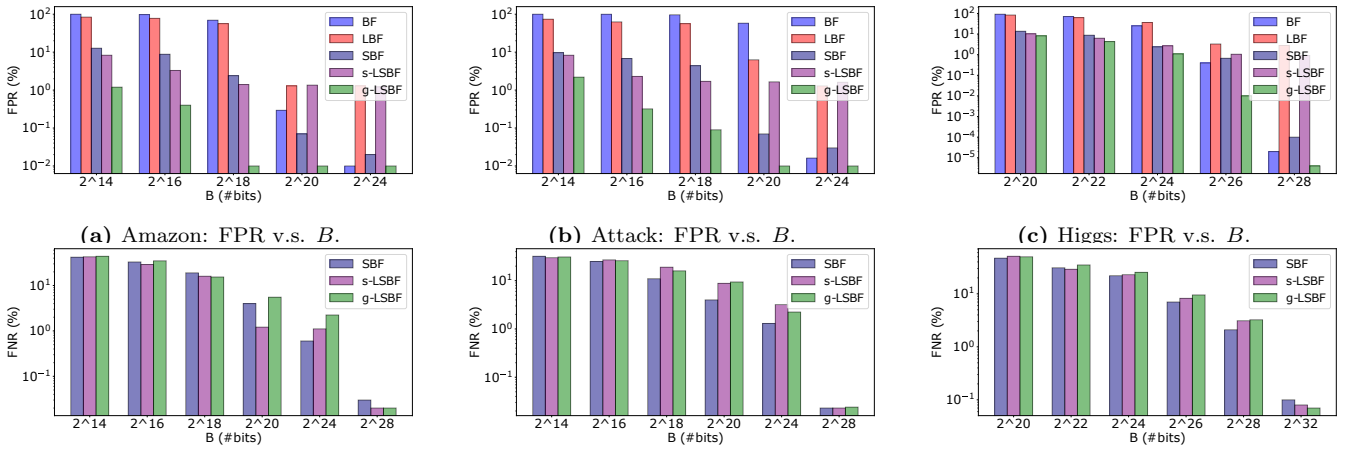 10^2
10^1
10^0
10^−1
10^−2
FPR (%)
2^14 2^16 2^18 2^20 2^24
B (#bits)
BF
LBF
SBF
s-LSBF
g-LSBF
(a) Amazon: FPR v.s. B.
10^2
10^1
10^0
10^−1
10^−2
FPR (%)
2^14 2^16 2^18 2^20 2^24
B (#bits)
BF
LBF
SBF
s-LSBF
g-LSBF
(b) Attack: FPR v.s. B.
10^2
10^1
10^0
10^−1
10^−2
10^−3
10^−4
10^−5
FPR (%)
2^20 2^22 2^24 2^26 2^28
B (#bits)
BF
LBF
SBF
s-LSBF
g-LSBF
(c) Higgs: FPR v.s. B.
10^1
10^0
10^−1
FNR (%)
2^14 2^16 2^18 2^20 2^24 2^28
B (#bits)
SBF
s-LSBF
g-LSBF
10^1
10^0
10^−1
FNR (%)
2^14 2^16 2^18 2^20 2^24 2^28
B (#bits)
SBF
s-LSBF
g-LSBF
10^1
10^0
10^−1
FNR (%)
2^20 2^22 2^24 2^26 2^28 2^32
B (#bits)
SBF
s-LSBF
g-LSBF